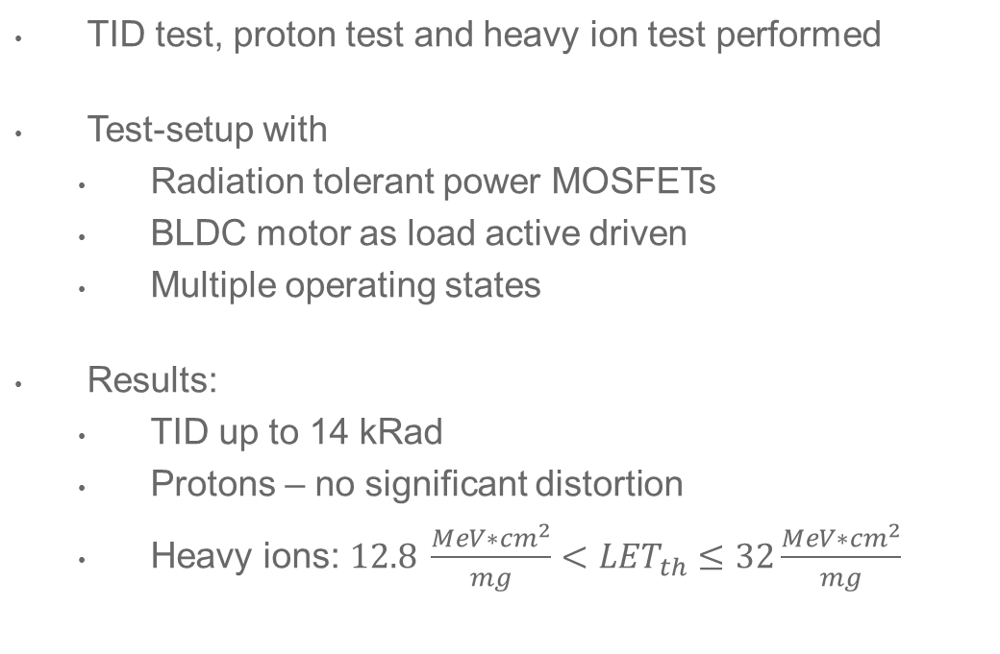 • TID test, proton test and heavy ion test performed
• Test-setup with
• Radiation tolerant power MOSFETs
• BLDC motor as load active driven
• Multiple operating states
• Results:
• TID up to 14 kRad
• Protons – no significant distortion
• Heavy ions: 12.8 \frac{MeV*cm^2}{mg} < LET_{th} ≤ 32 \frac{MeV*cm^2}{mg}